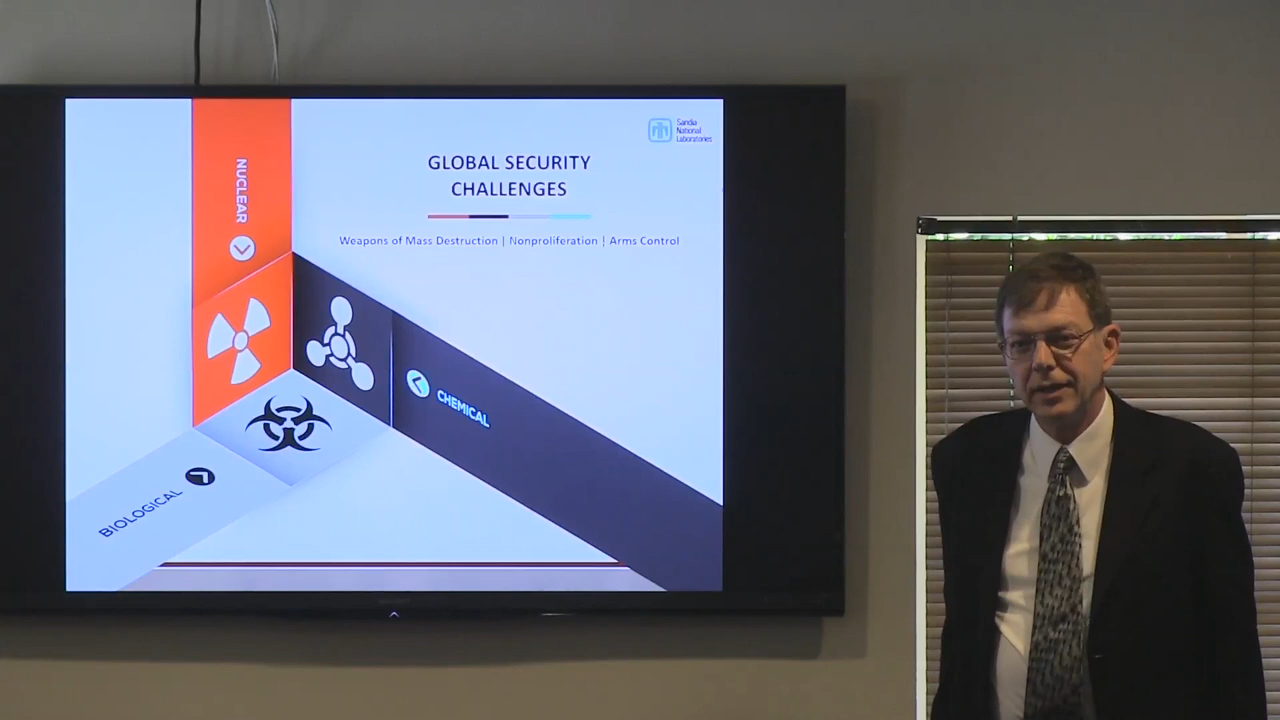 Sandia
National
Laboratories
GLOBAL SECURITY
CHALLENGES
Weapons of Mass Destruction | Nonproliferation | Arms Control
NUCLEAR
CHEMICAL
BIOLOGICAL